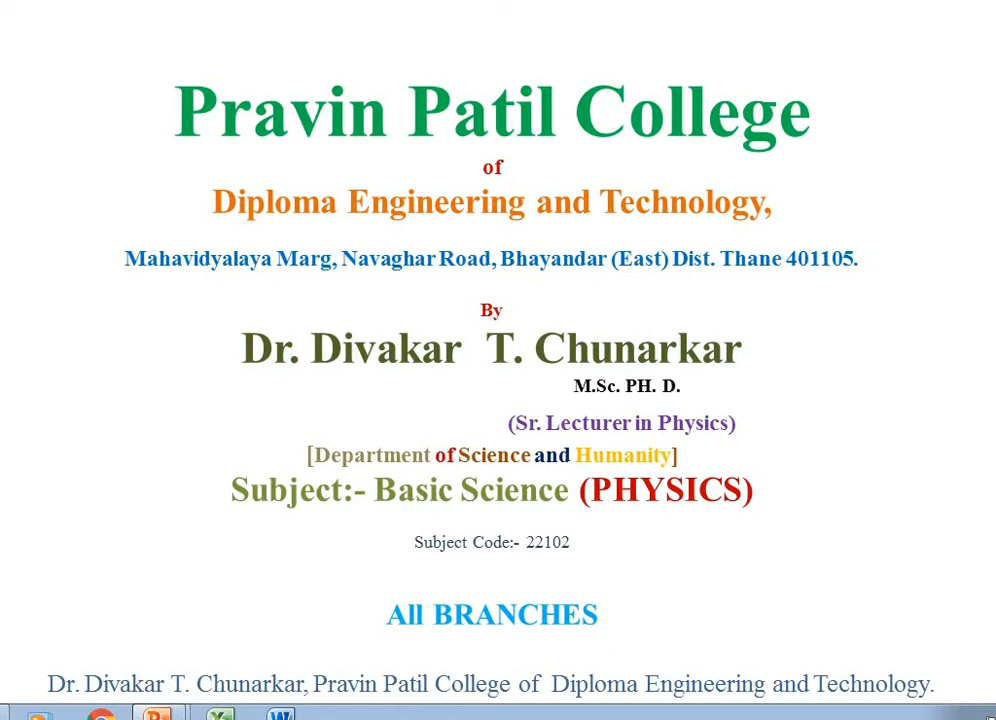 Pravin Patil College
of
Diploma Engineering and Technology,
Mahavidyalaya Marg, Navaghar Road, Bhayandar (East) Dist. Thane 401105.
By
Dr. Divakar T. Chunarkar
M.Sc. PH. D.
(Sr. Lecturer in Physics)
[Department of Science and Humanity]
Subject:- Basic Science (PHYSICS)
Subject Code:- 22102
All BRANCHES
Dr. Divakar T. Chunarkar, Pravin Patil College of Diploma Engineering and Technology.